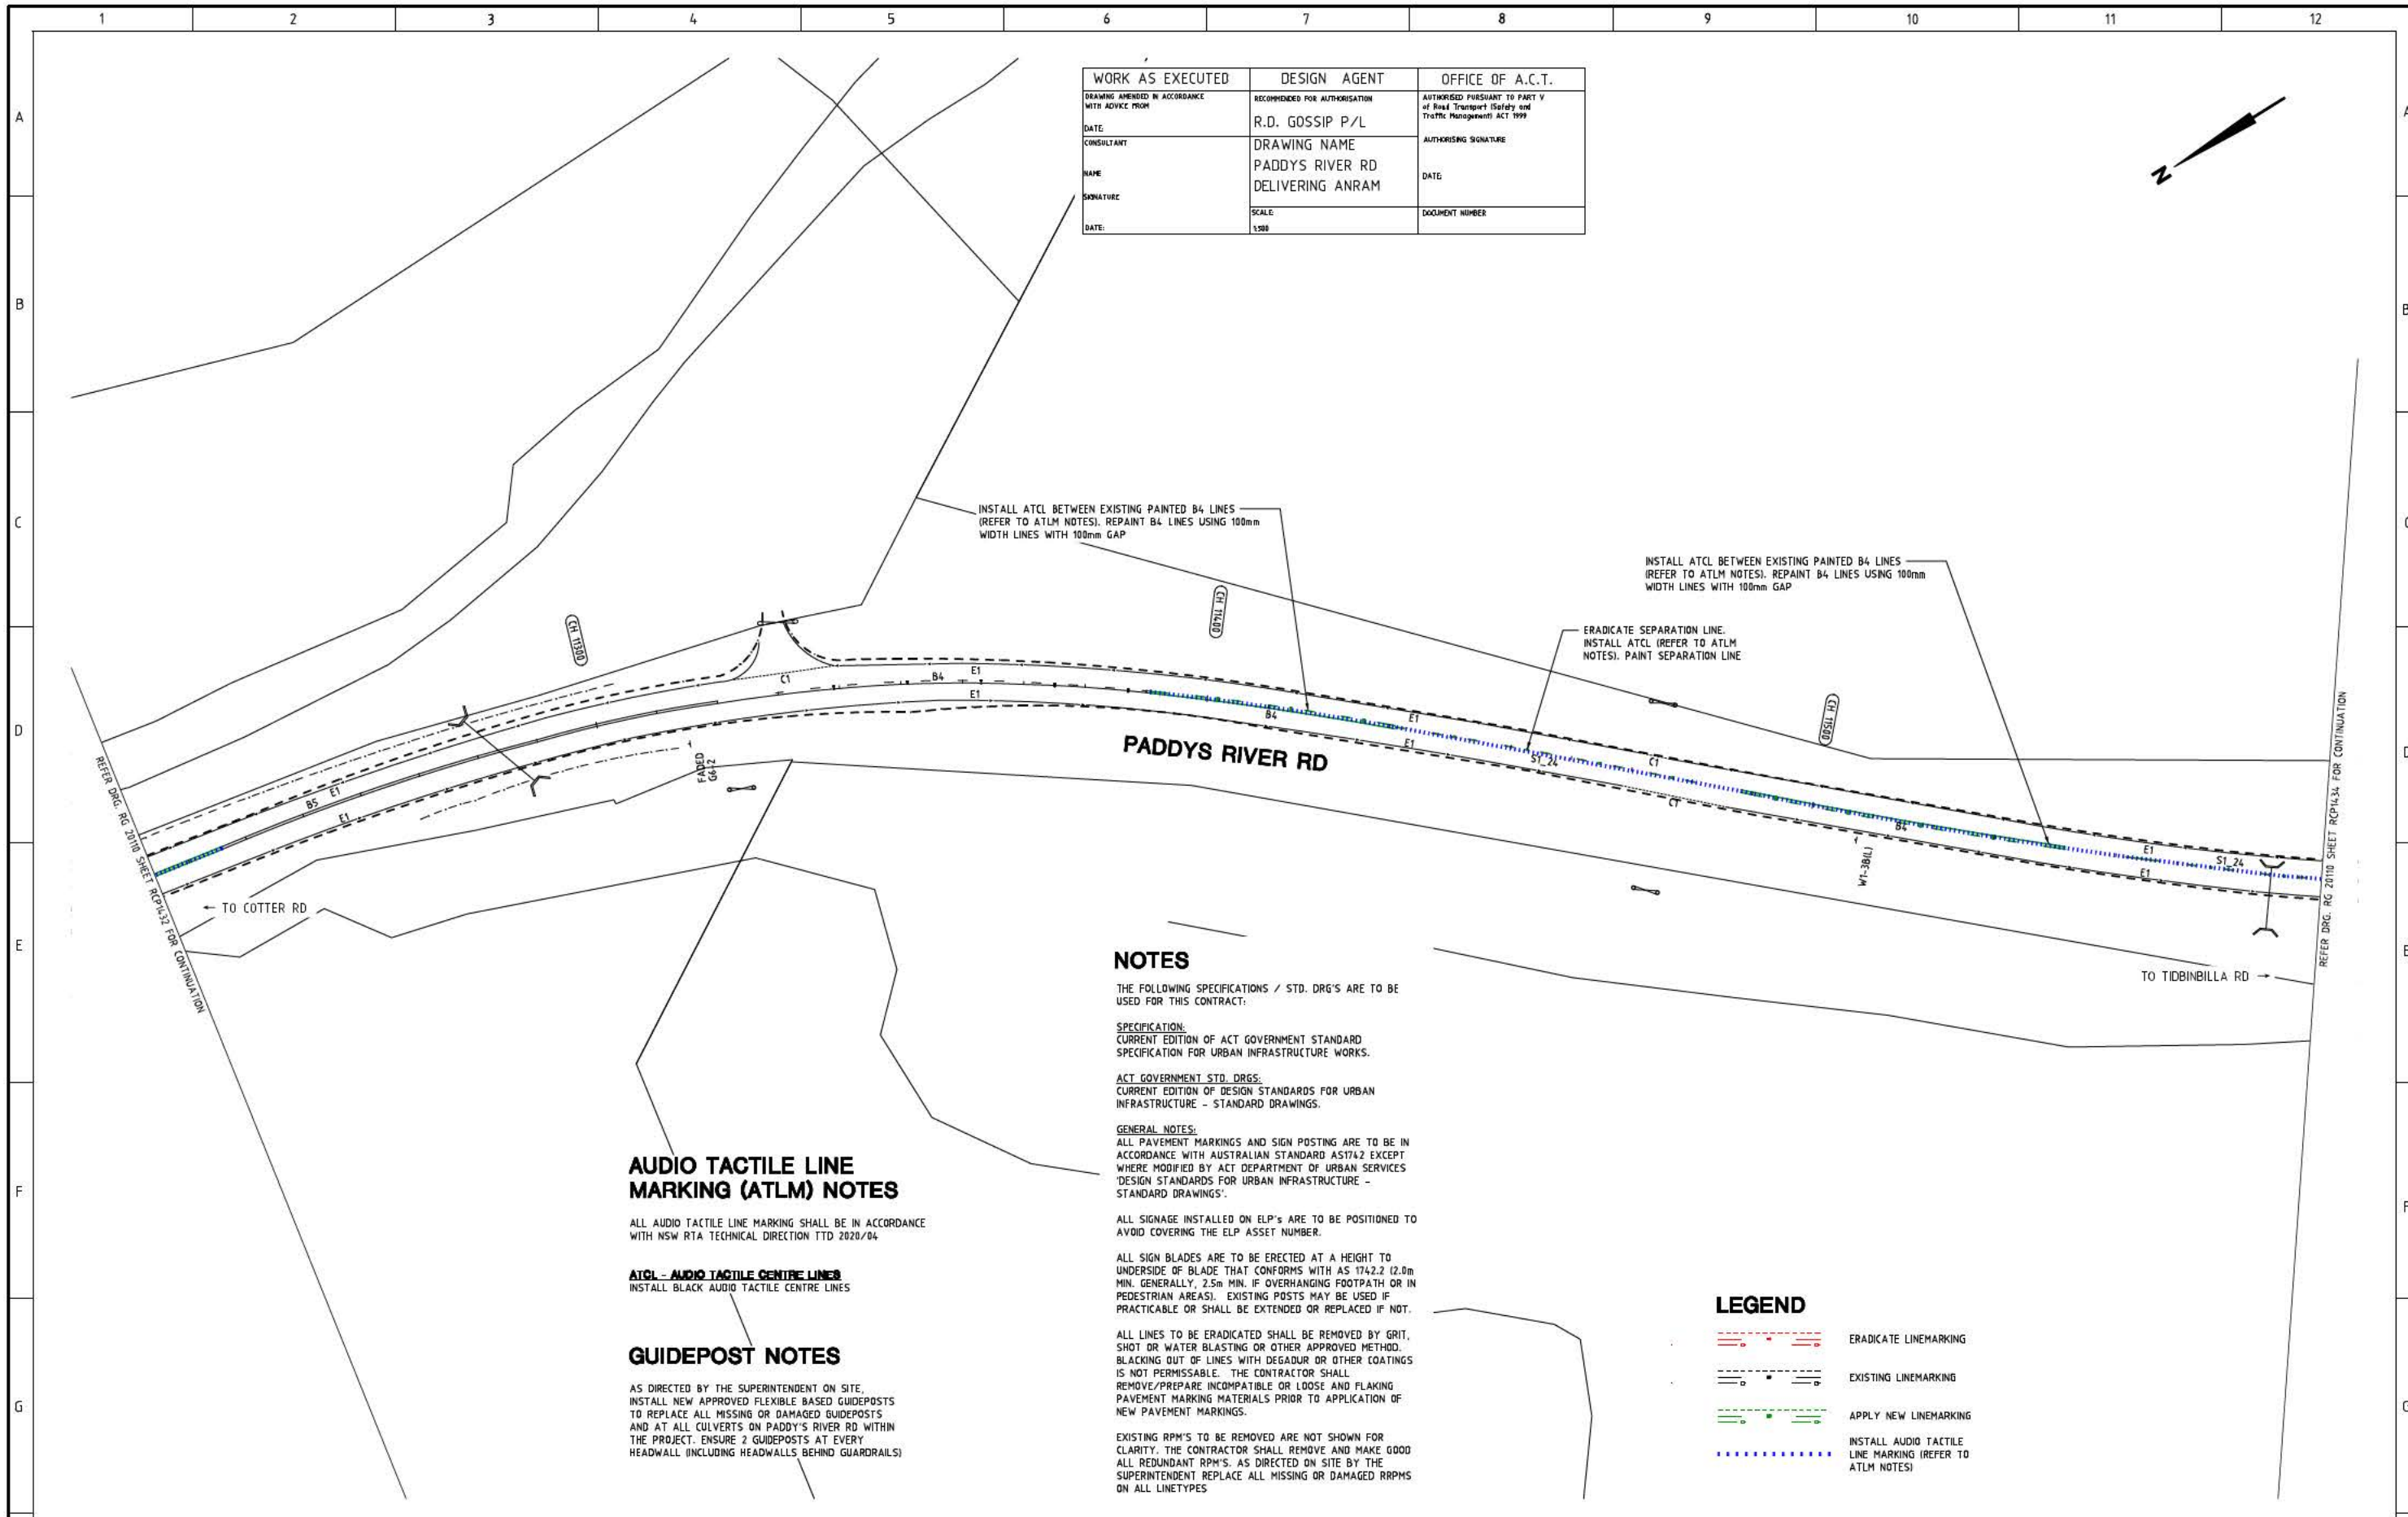 1 2 3 4 5 6 7 8 9 10 11 12
A
B
C
D
E
F
G
A
B
D
E
F
WORK AS EXECUTED
DRAWING AMENDED IN ACCORDANCE
WITH ADVICE FROM
DATE:
CONSULTANT
NAME
SIGNATURE
DATE:
DESIGN AGENT
RECOMMENDED FOR AUTHORISATION
R.D. GOSSIP P/L
DRAWING NAME
PADDYS RIVER RD
DELIVERING ANRAM
SCALE:
1:500
OFFICE OF A.C.T.
AUTHORISED PURSUANT TO PART V
of Road Transport (Safety and
Traffic Management) ACT 1999
AUTHORISING SIGNATURE
DATE:
DOCUMENT NUMBER
N
INSTALL ATCL BETWEEN EXISTING PAINTED B4 LINES
(REFER TO ATLM NOTES). REPAINT B4 LINES USING 100mm
WIDTH LINES WITH 100mm GAP
INSTALL ATCL BETWEEN EXISTING PAINTED B4 LINES
(REFER TO ATLM NOTES). REPAINT B4 LINES USING 100mm
WIDTH LINES WITH 100mm GAP
ERADICATE SEPARATION LINE.
INSTALL ATCL (REFER TO ATLM
NOTES). PAINT SEPARATION LINE
CH 11300
CH 11400
CH 11500
E1
B4
C1
E1
B4
E1
E1
S1_24
C1
C1
B4
E1
S1_24
E1
B5
E1
E1
FADED
G6-2
W1-3B(L)
PADDYS RIVER RD
REFER DRG. RG 20110 SHEET RCP1432 FOR CONTINUATION
REFER DRG. RG 20110 SHEET RCP1434 FOR CONTINUATION
← TO COTTER RD
TO TIDBINBILLA RD →
AUDIO TACTILE LINE
MARKING (ATLM) NOTES
ALL AUDIO TACTILE LINE MARKING SHALL BE IN ACCORDANCE
WITH NSW RTA TECHNICAL DIRECTION TTD 2020/04
ATCL - AUDIO TACTILE CENTRE LINES
INSTALL BLACK AUDIO TACTILE CENTRE LINES
GUIDEPOST NOTES
AS DIRECTED BY THE SUPERINTENDENT ON SITE,
INSTALL NEW APPROVED FLEXIBLE BASED GUIDEPOSTS
TO REPLACE ALL MISSING OR DAMAGED GUIDEPOSTS
AND AT ALL CULVERTS ON PADDY'S RIVER RD WITHIN
THE PROJECT. ENSURE 2 GUIDEPOSTS AT EVERY
HEADWALL (INCLUDING HEADWALLS BEHIND GUARDRAILS)
NOTES
THE FOLLOWING SPECIFICATIONS / STD. DRG'S ARE TO BE
USED FOR THIS CONTRACT:
SPECIFICATION:
CURRENT EDITION OF ACT GOVERNMENT STANDARD
SPECIFICATION FOR URBAN INFRASTRUCTURE WORKS.
ACT GOVERNMENT STD. DRGS:
CURRENT EDITION OF DESIGN STANDARDS FOR URBAN
INFRASTRUCTURE - STANDARD DRAWINGS.
GENERAL NOTES:
ALL PAVEMENT MARKINGS AND SIGN POSTING ARE TO BE IN
ACCORDANCE WITH AUSTRALIAN STANDARD AS1742 EXCEPT
WHERE MODIFIED BY ACT DEPARTMENT OF URBAN SERVICES
'DESIGN STANDARDS FOR URBAN INFRASTRUCTURE -
STANDARD DRAWINGS'.
ALL SIGNAGE INSTALLED ON ELP's ARE TO BE POSITIONED TO
AVOID COVERING THE ELP ASSET NUMBER.
ALL SIGN BLADES ARE TO BE ERECTED AT A HEIGHT TO
UNDERSIDE OF BLADE THAT CONFORMS WITH AS 1742.2 (2.0m
MIN. GENERALLY, 2.5m MIN. IF OVERHANGING FOOTPATH OR IN
PEDESTRIAN AREAS). EXISTING POSTS MAY BE USED IF
PRACTICABLE OR SHALL BE EXTENDED OR REPLACED IF NOT.
ALL LINES TO BE ERADICATED SHALL BE REMOVED BY GRIT,
SHOT OR WATER BLASTING OR OTHER APPROVED METHOD.
BLACKING OUT OF LINES WITH DEGADUR OR OTHER COATINGS
IS NOT PERMISSABLE. THE CONTRACTOR SHALL
REMOVE/PREPARE INCOMPATIBLE OR LOOSE AND FLAKING
PAVEMENT MARKING MATERIALS PRIOR TO APPLICATION OF
NEW PAVEMENT MARKINGS.
EXISTING RPM'S TO BE REMOVED ARE NOT SHOWN FOR
CLARITY. THE CONTRACTOR SHALL REMOVE AND MAKE GOOD
ALL REDUNDANT RPM'S. AS DIRECTED ON SITE BY THE
SUPERINTENDENT REPLACE ALL MISSING OR DAMAGED RRPMS
ON ALL LINETYPES
LEGEND
ERADICATE LINEMARKING
EXISTING LINEMARKING
APPLY NEW LINEMARKING
INSTALL AUDIO TACTILE
LINE MARKING (REFER TO
ATLM NOTES)